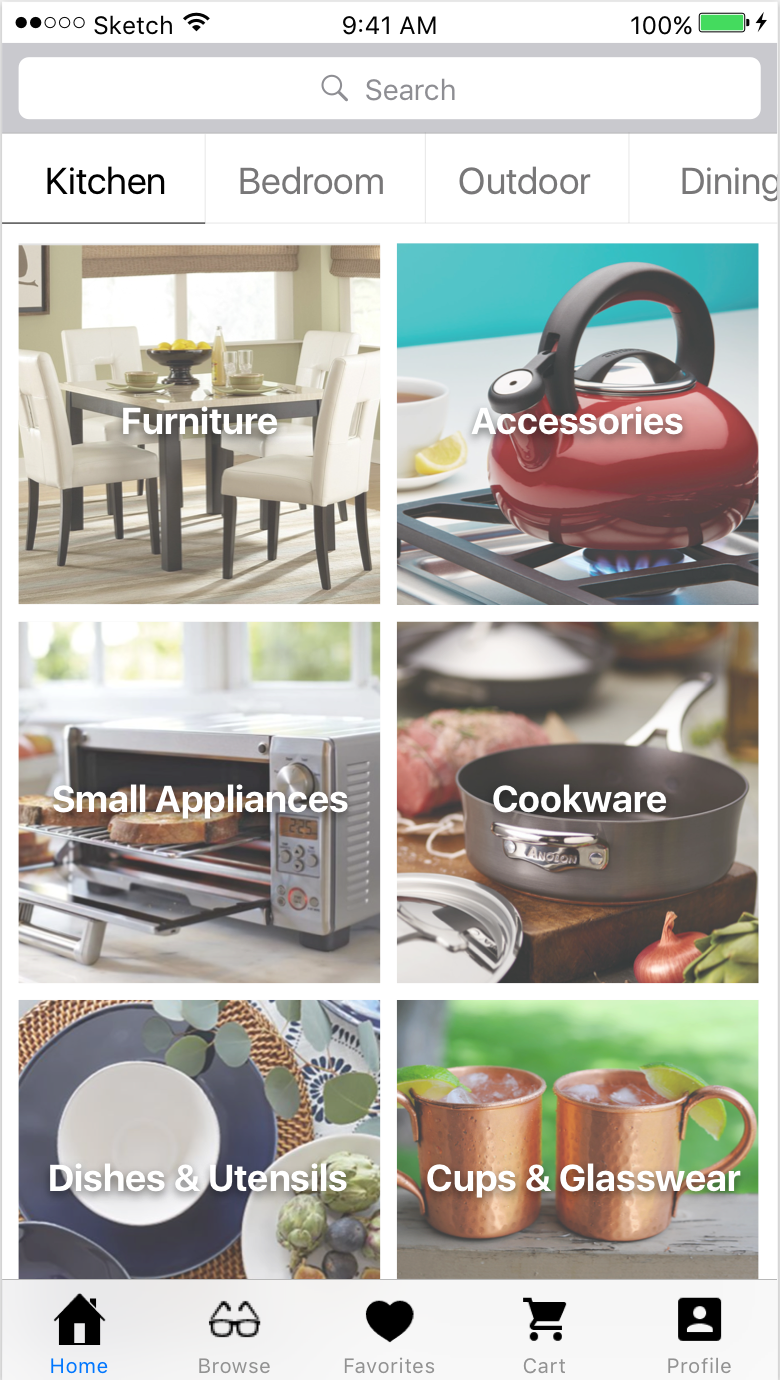 Sketch 9:41 AM 100%
Search
Kitchen Bedroom Outdoor Dining
Furniture Accessories
Small Appliances Cookware
225
ANOLON
Dishes & Utensils Cups & Glasswear
Home Browse Favorites Cart Profile